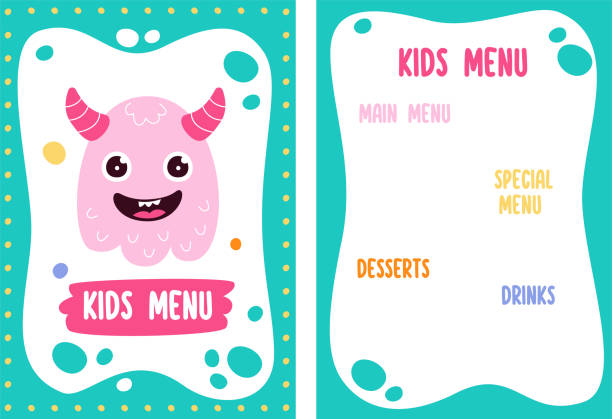 KIDS MENU
KIDS MENU
MAIN MENU
SPECIAL
MENU
DESSERTS
DRINKS